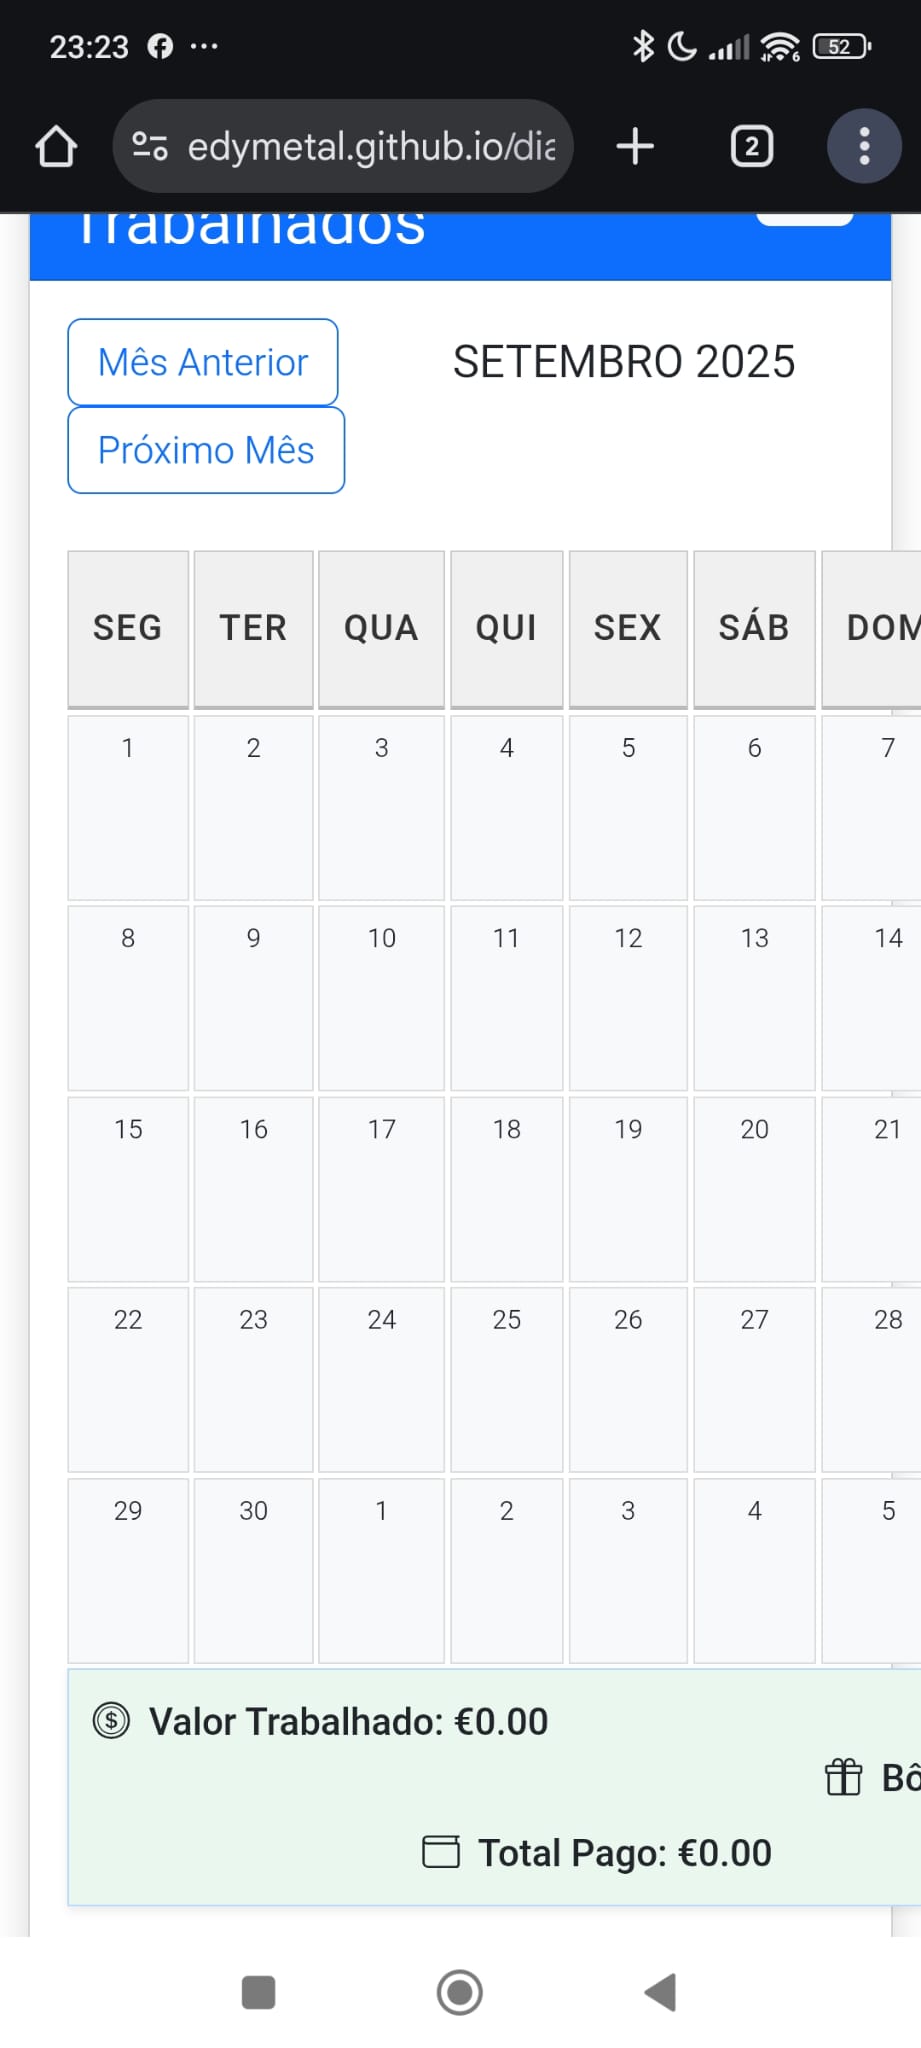 23:23
52
edymetal.github.io/dia
2
Trabalhados
Mês Anterior
SETEMBRO 2025
Próximo Mês
SEG TER QUA QUI SEX SÁB DOM
1 2 3 4 5 6 7
8 9 10 11 12 13 14
15 16 17 18 19 20 21
22 23 24 25 26 27 28
29 30 1 2 3 4 5
Valor Trabalhado: €0.00
Bô
Total Pago: €0.00